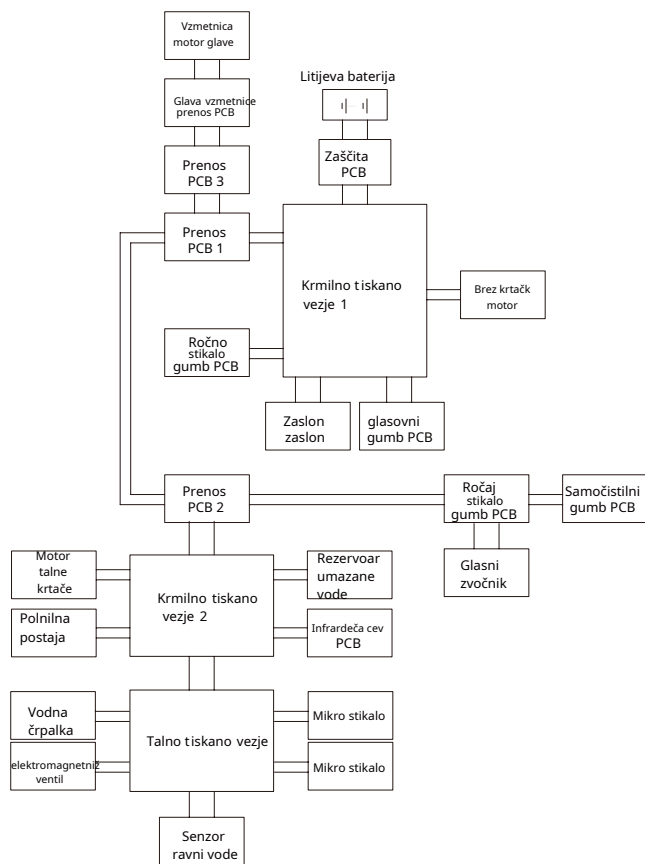 Vzmetnica
motor glave
Litijeva baterija
Glava vzmetnice
prenos PCB
Zaščita
PCB
Prenos
PCB 3
Prenos
PCB 1
Krmilno tiskano
vezje 1
Brez krtačk
motor
Ročno
stikalo
gumb PCB
Zaslon
zaslon
glasovni
gumb PCB
Prenos
PCB 2
Ročaj
stikalo
gumb PCB
Samočistilni
gumb PCB
Motor
talne
krtače
Krmilno tiskano
vezje 2
Rezervoar
umazane
vode
Glasni
zvočnik
Polnilna
postaja
Infrardeča cev
PCB
Vodna
črpalka
Talno tiskano vezje
Mikro stikalo
elektromagnetniž
ventil
Mikro stikalo
Senzor
ravni vode